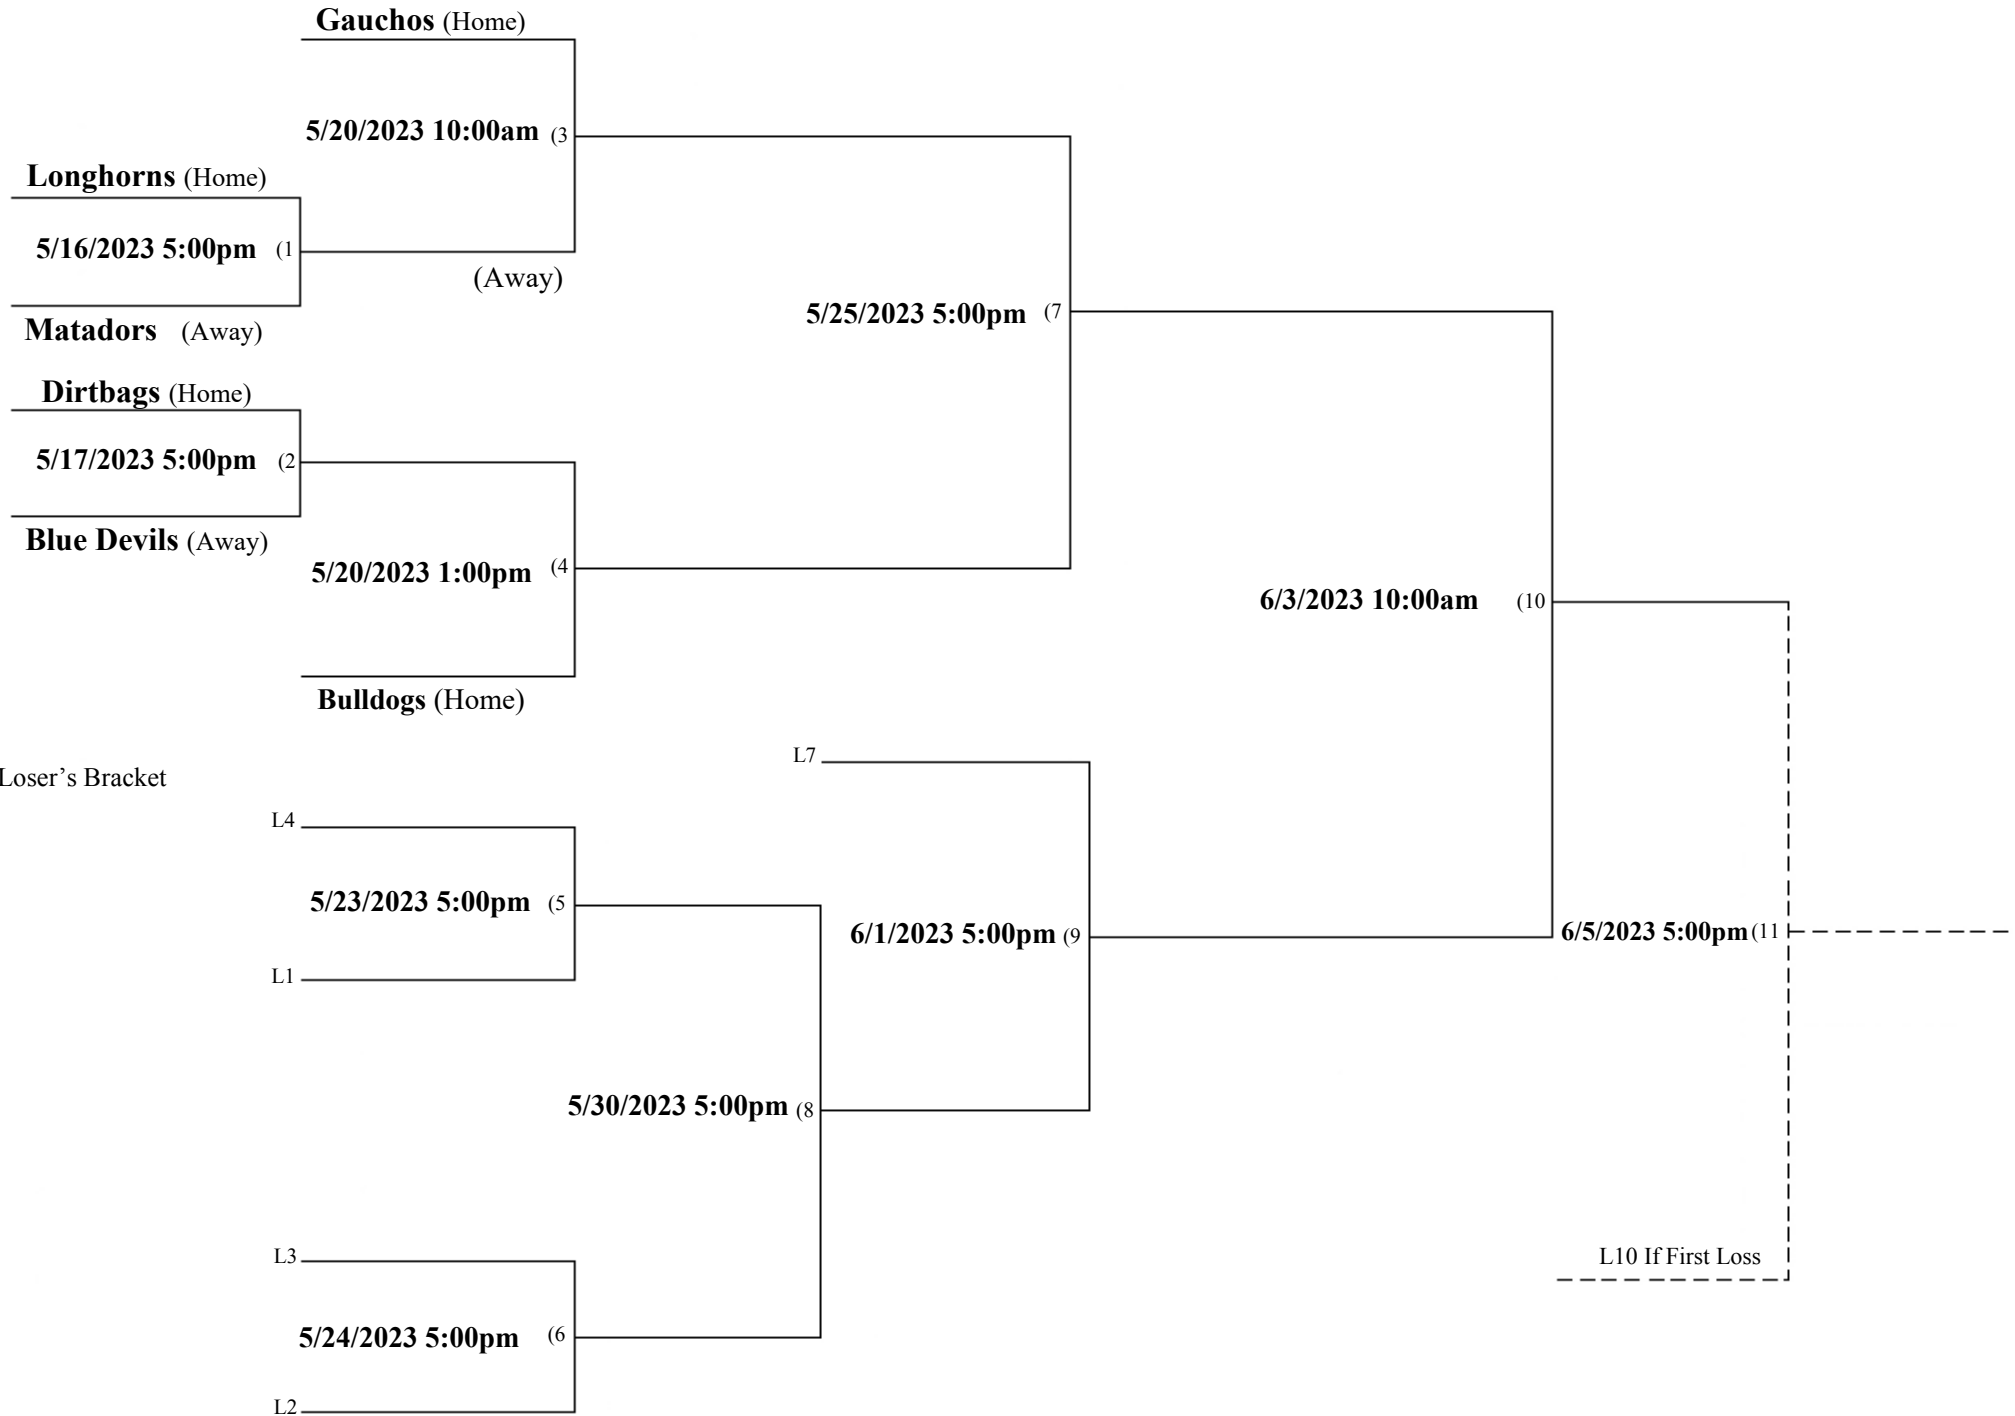 Gauchos (Home)
5/20/2023 10:00am (3
Longhorns (Home)
5/16/2023 5:00pm (1
(Away)
Matadors (Away)
5/25/2023 5:00pm (7
Dirtbags (Home)
5/17/2023 5:00pm (2
Blue Devils (Away)
5/20/2023 1:00pm (4
6/3/2023 10:00am (10
Bulldogs (Home)
L7
Loser’s Bracket
L4
5/23/2023 5:00pm (5
6/1/2023 5:00pm (9
6/5/2023 5:00pm (11
L1
5/30/2023 5:00pm (8
L3
L10 If First Loss
5/24/2023 5:00pm (6
L2